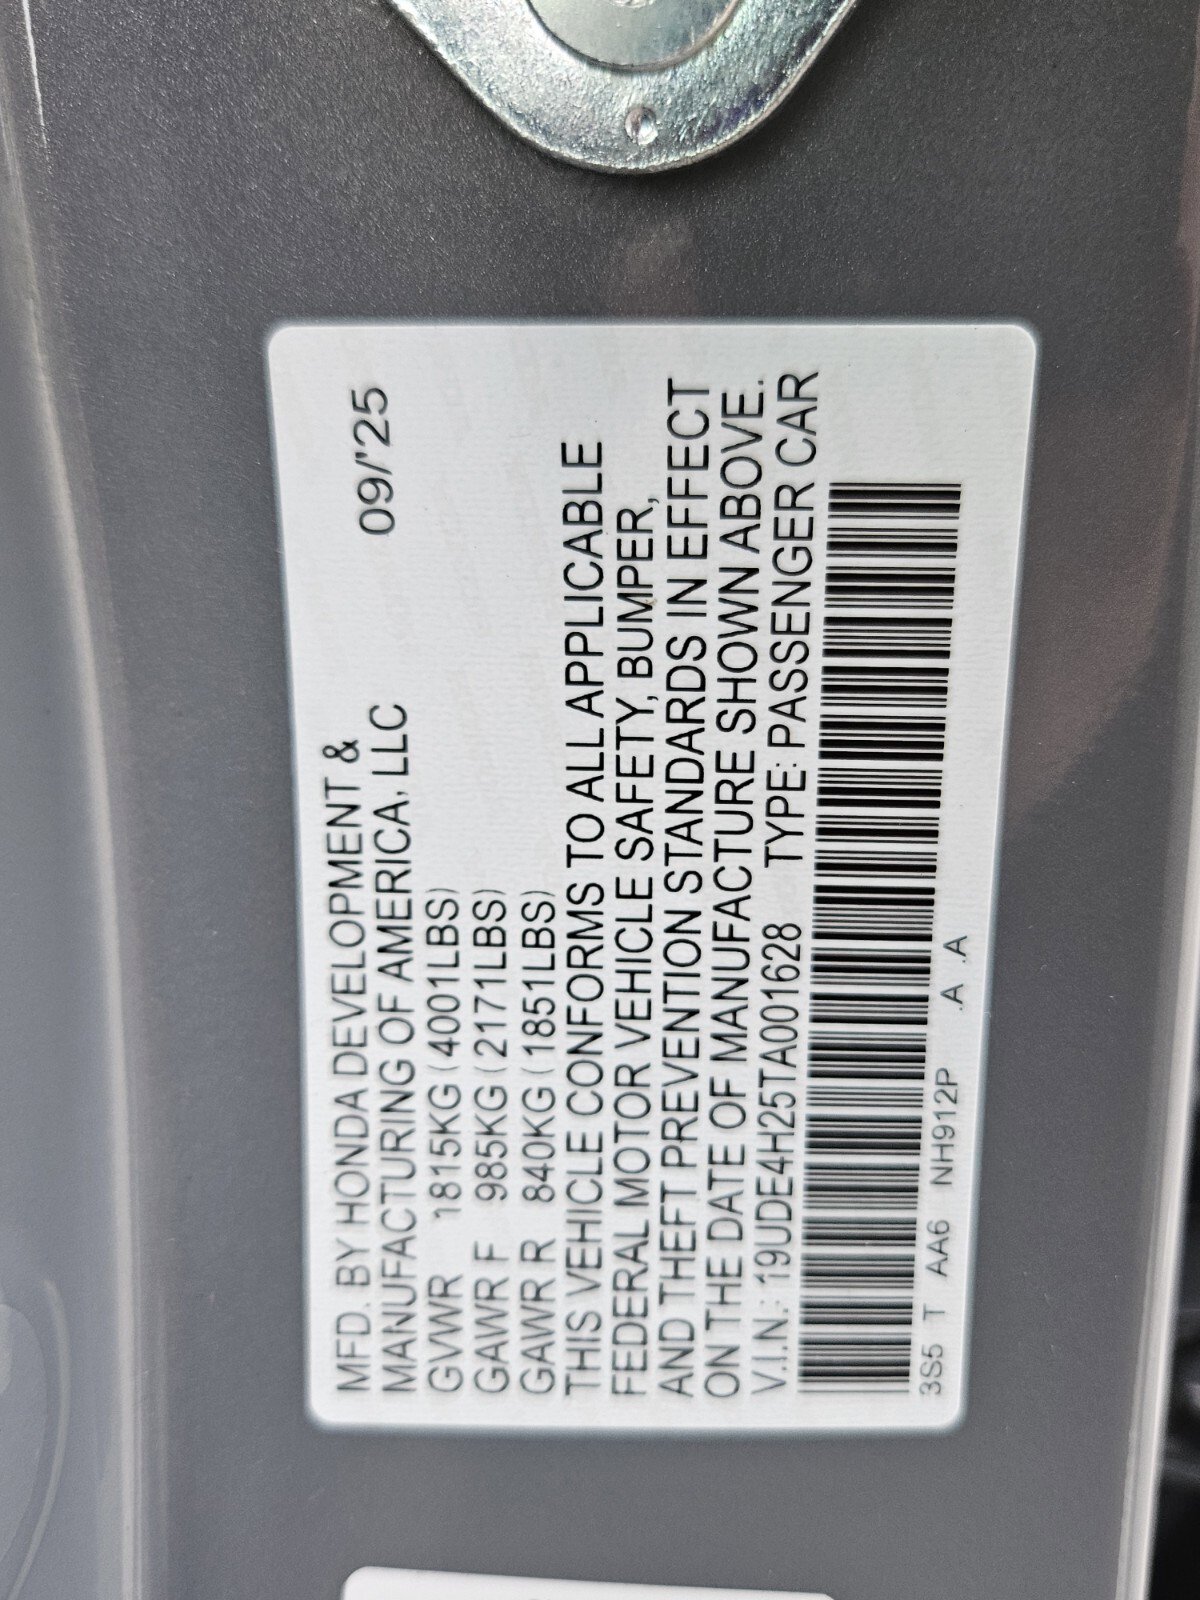 MFD. BY HONDA DEVELOPMENT &
MANUFACTURING OF AMERICA, LLC 09/'25
GVWR 1815KG (4001LBS)
GAWR F 985KG (2171LBS)
GAWR R 840KG (1851LBS)
THIS VEHICLE CONFORMS TO ALL APPLICABLE
FEDERAL MOTOR VEHICLE SAFETY, BUMPER,
AND THEFT PREVENTION STANDARDS IN EFFECT
ON THE DATE OF MANUFACTURE SHOWN ABOVE.
V.I.N.: 19UDE4H25TA001628 TYPE: PASSENGER CAR
3S5 T AA6 NH912P .A .A